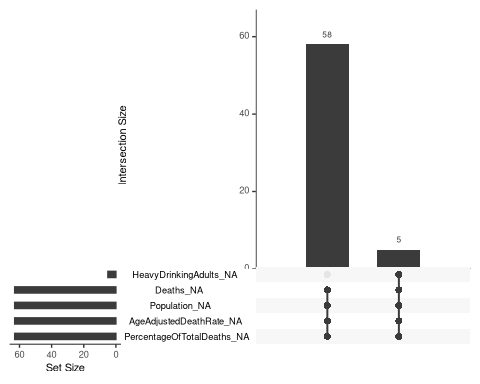 60
58
40
Intersection Size
20
5
0
HeavyDrinkingAdults_NA
Deaths_NA
Population_NA
AgeAdjustedDeathRate_NA
PercentageOfTotalDeaths_NA
60 40 20 0
Set Size